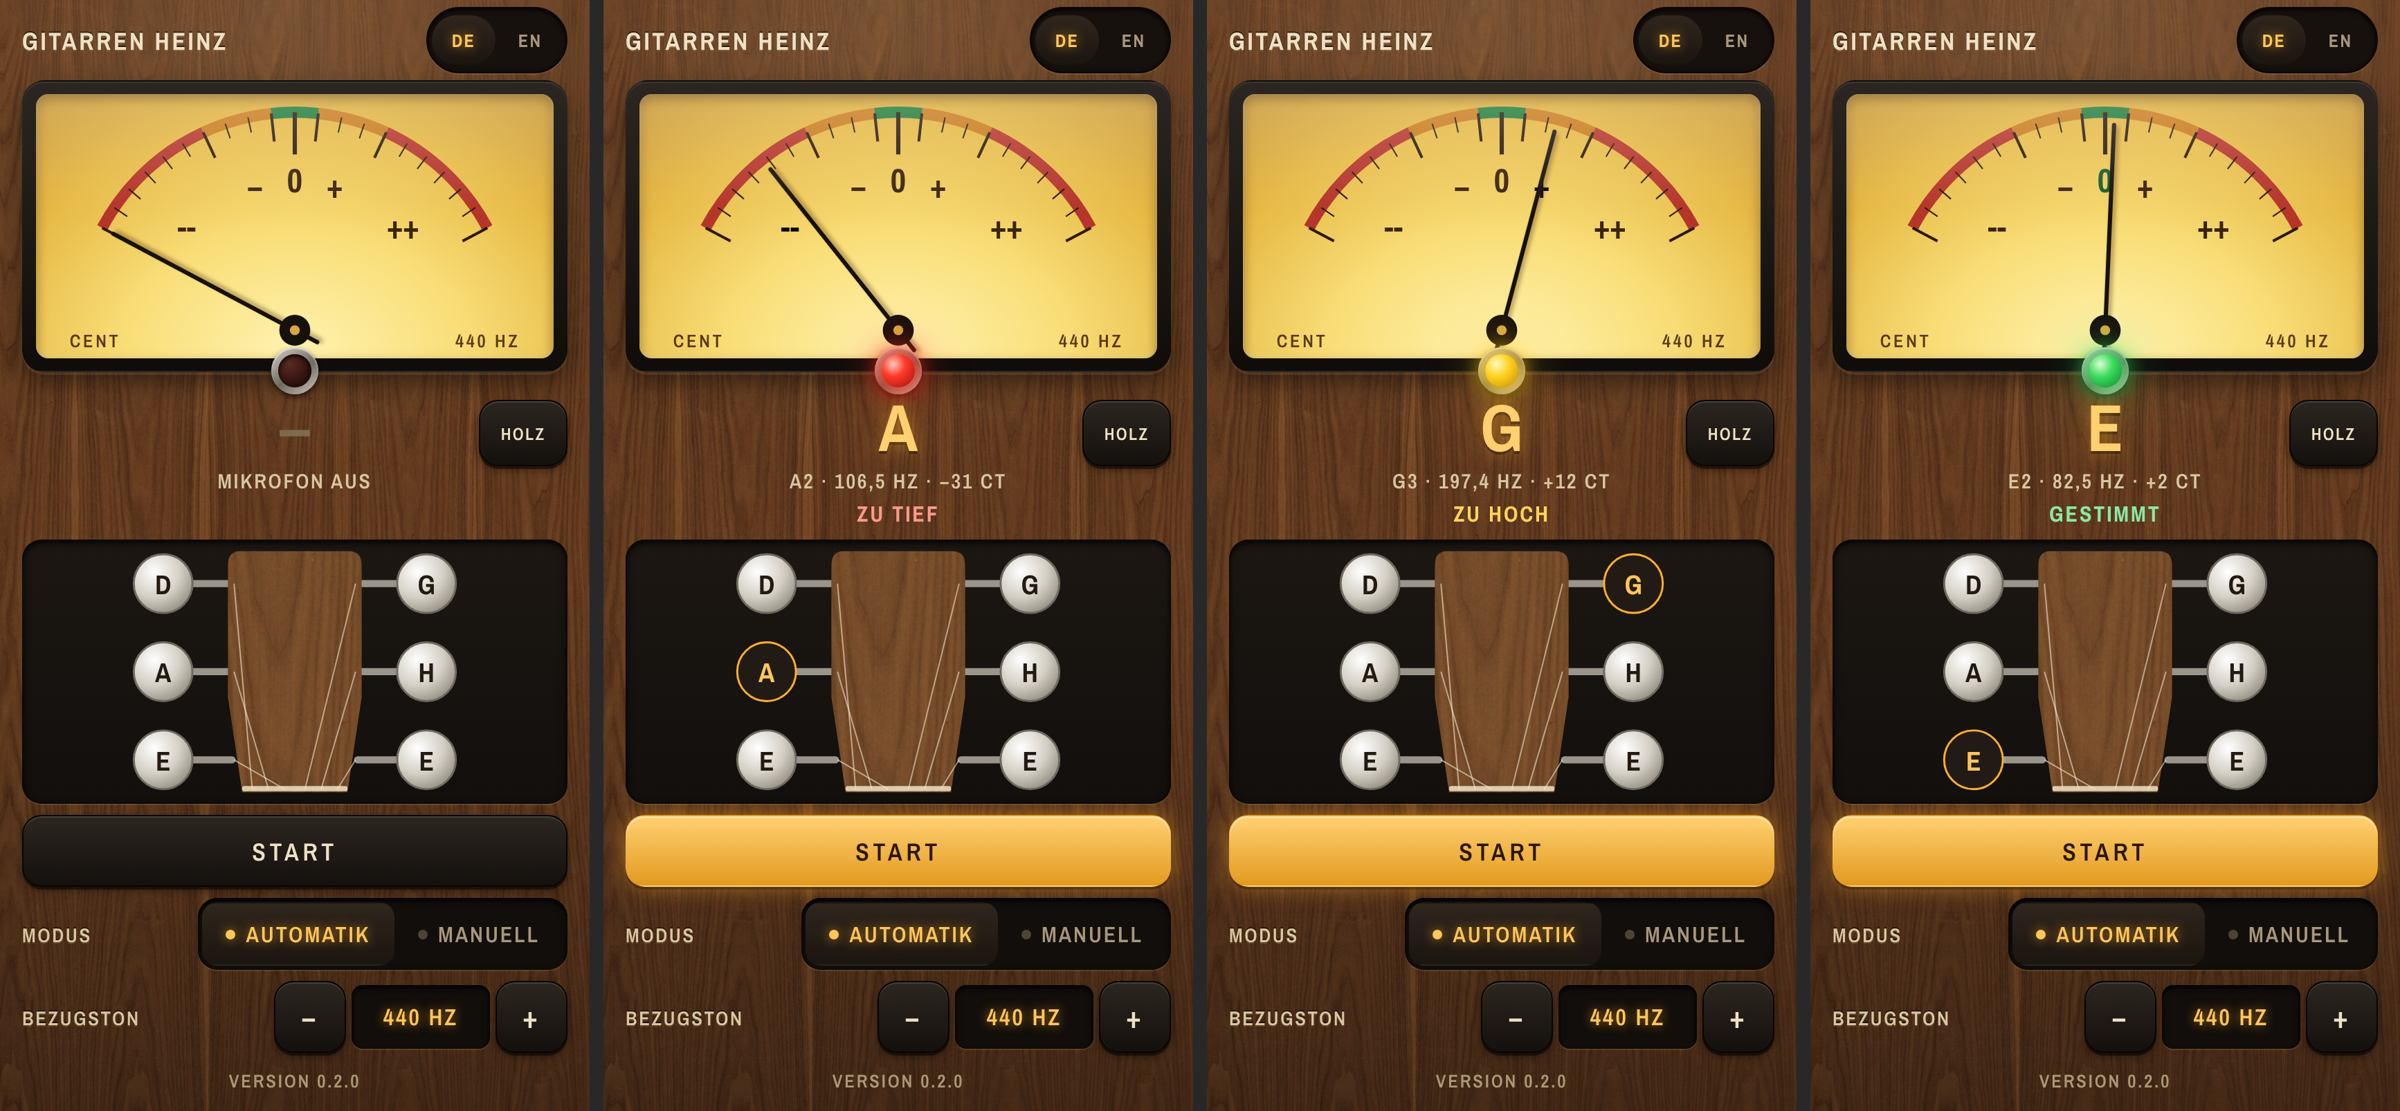 GITARREN HEINZ
DE EN
-- – 0 + ++
CENT 440 HZ
—
HOLZ
MIKROFON AUS
D G
A H
E E
START
MODUS AUTOMATIK MANUELL
BEZUGSTON – 440 HZ +
VERSION 0.2.0
GITARREN HEINZ
DE EN
-- – 0 + ++
CENT 440 HZ
A
HOLZ
A2 · 106,5 HZ · –31 CT
ZU TIEF
D G
A H
E E
START
MODUS AUTOMATIK MANUELL
BEZUGSTON – 440 HZ +
VERSION 0.2.0
GITARREN HEINZ
DE EN
-- – 0 + ++
CENT 440 HZ
G
HOLZ
G3 · 197,4 HZ · +12 CT
ZU HOCH
D G
A H
E E
START
MODUS AUTOMATIK MANUELL
BEZUGSTON – 440 HZ +
VERSION 0.2.0
GITARREN HEINZ
DE EN
-- – 0 + ++
CENT 440 HZ
E
HOLZ
E2 · 82,5 HZ · +2 CT
GESTIMMT
D G
A H
E E
START
MODUS AUTOMATIK MANUELL
BEZUGSTON – 440 HZ +
VERSION 0.2.0